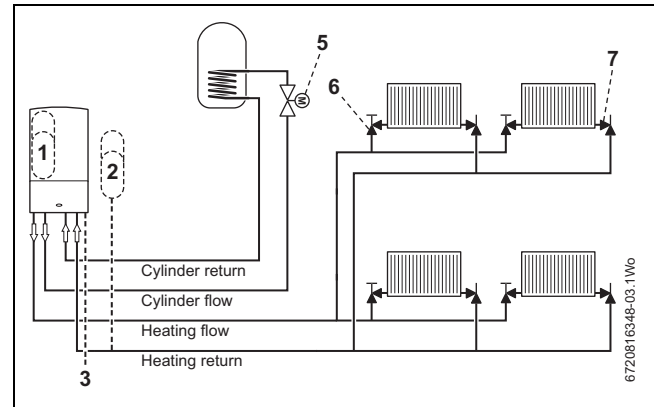 5
7
6
M
1
2
Cylinder return
Cylinder flow
Heating flow
Heating return
3
6720816348-03.1Wo